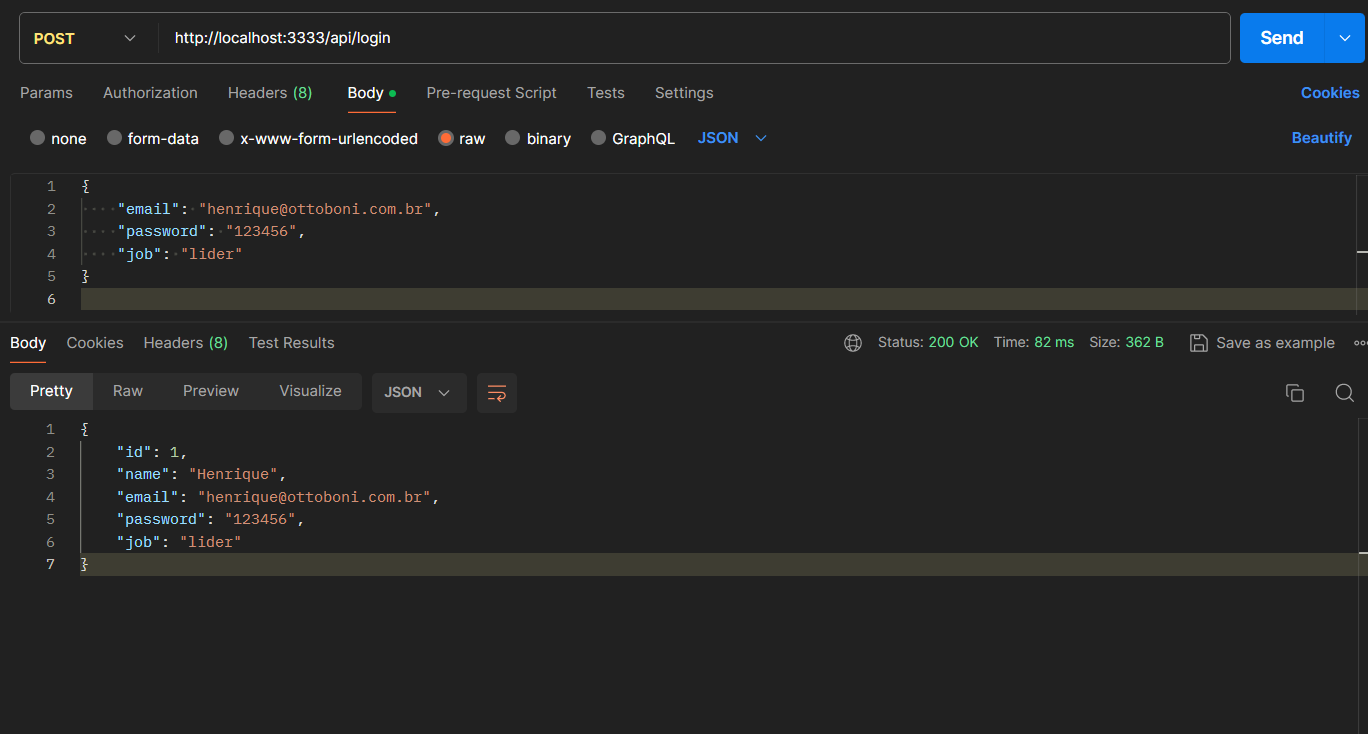 POST http://localhost:3333/api/login Send
Params Authorization Headers (8) Body Pre-request Script Tests Settings Cookies
none form-data x-www-form-urlencoded raw binary GraphQL JSON Beautify
1 {
2 "email": "henrique@ottoboni.com.br",
3 "password": "123456",
4 "job": "lider"
5 }
6
Body Cookies Headers (8) Test Results Status: 200 OK Time: 82 ms Size: 362 B Save as example
Pretty Raw Preview Visualize JSON
1 {
2 "id": 1,
3 "name": "Henrique",
4 "email": "henrique@ottoboni.com.br",
5 "password": "123456",
6 "job": "lider"
7 }